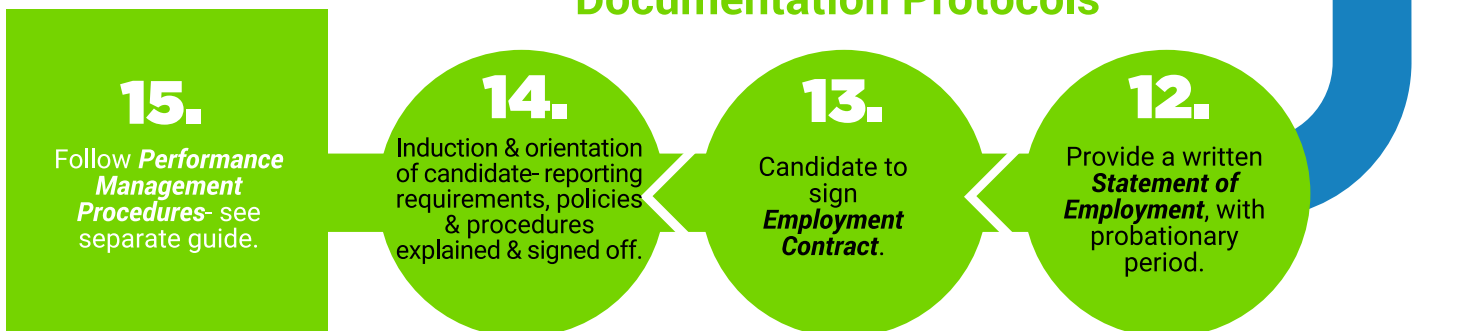 Documentation Protocols
15.
Follow Performance
Management
Procedures- see
separate guide.
14.
Induction & orientation
of candidate- reporting
requirements, policies
& procedures
explained & signed off.
13.
Candidate to
sign
Employment
Contract.
12.
Provide a written
Statement of
Employment, with
probationary
period.